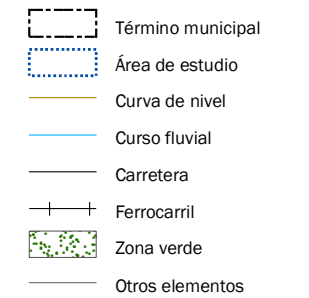 Término municipal
Área de estudio
Curva de nivel
Curso fluvial
Carretera
Ferrocarril
Zona verde
Otros elementos